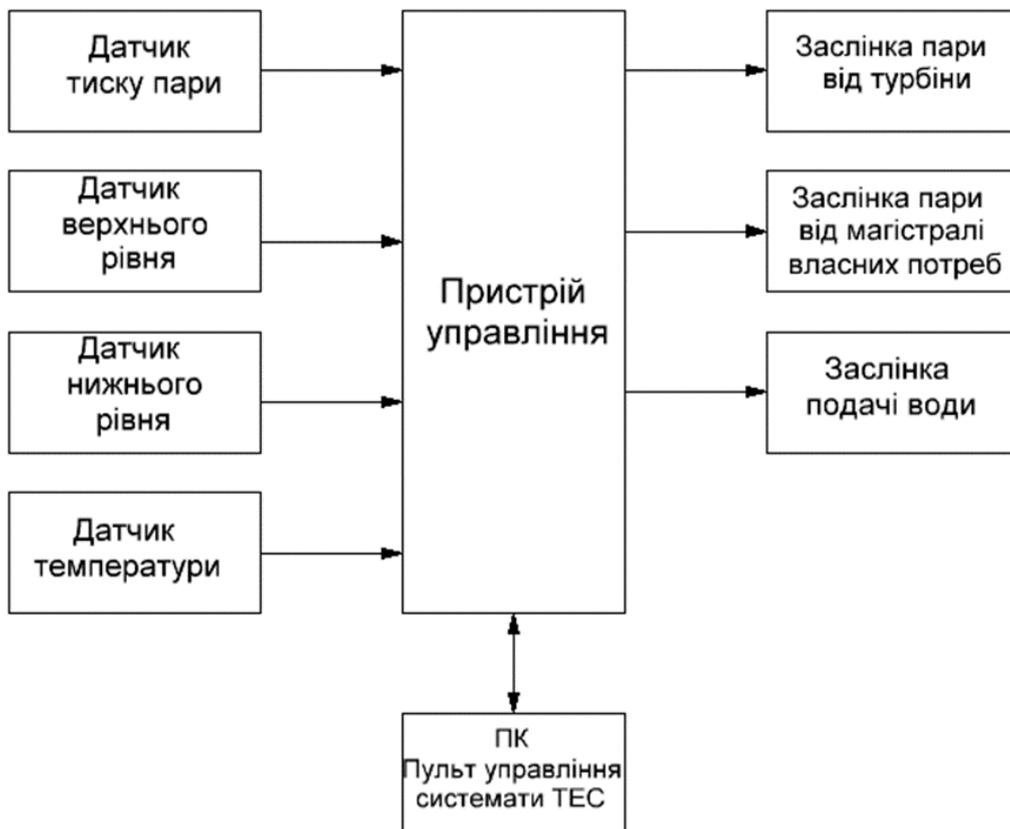 Датчик
тиску пари
Датчик
верхнього
рівня
Датчик
нижнього
рівня
Датчик
температури
Пристрій
управління
Заслінка пари
від турбіни
Заслінка пари
від магістралі
власних потреб
Заслінка
подачі води
ПК
Пульт управління
системати ТЕС